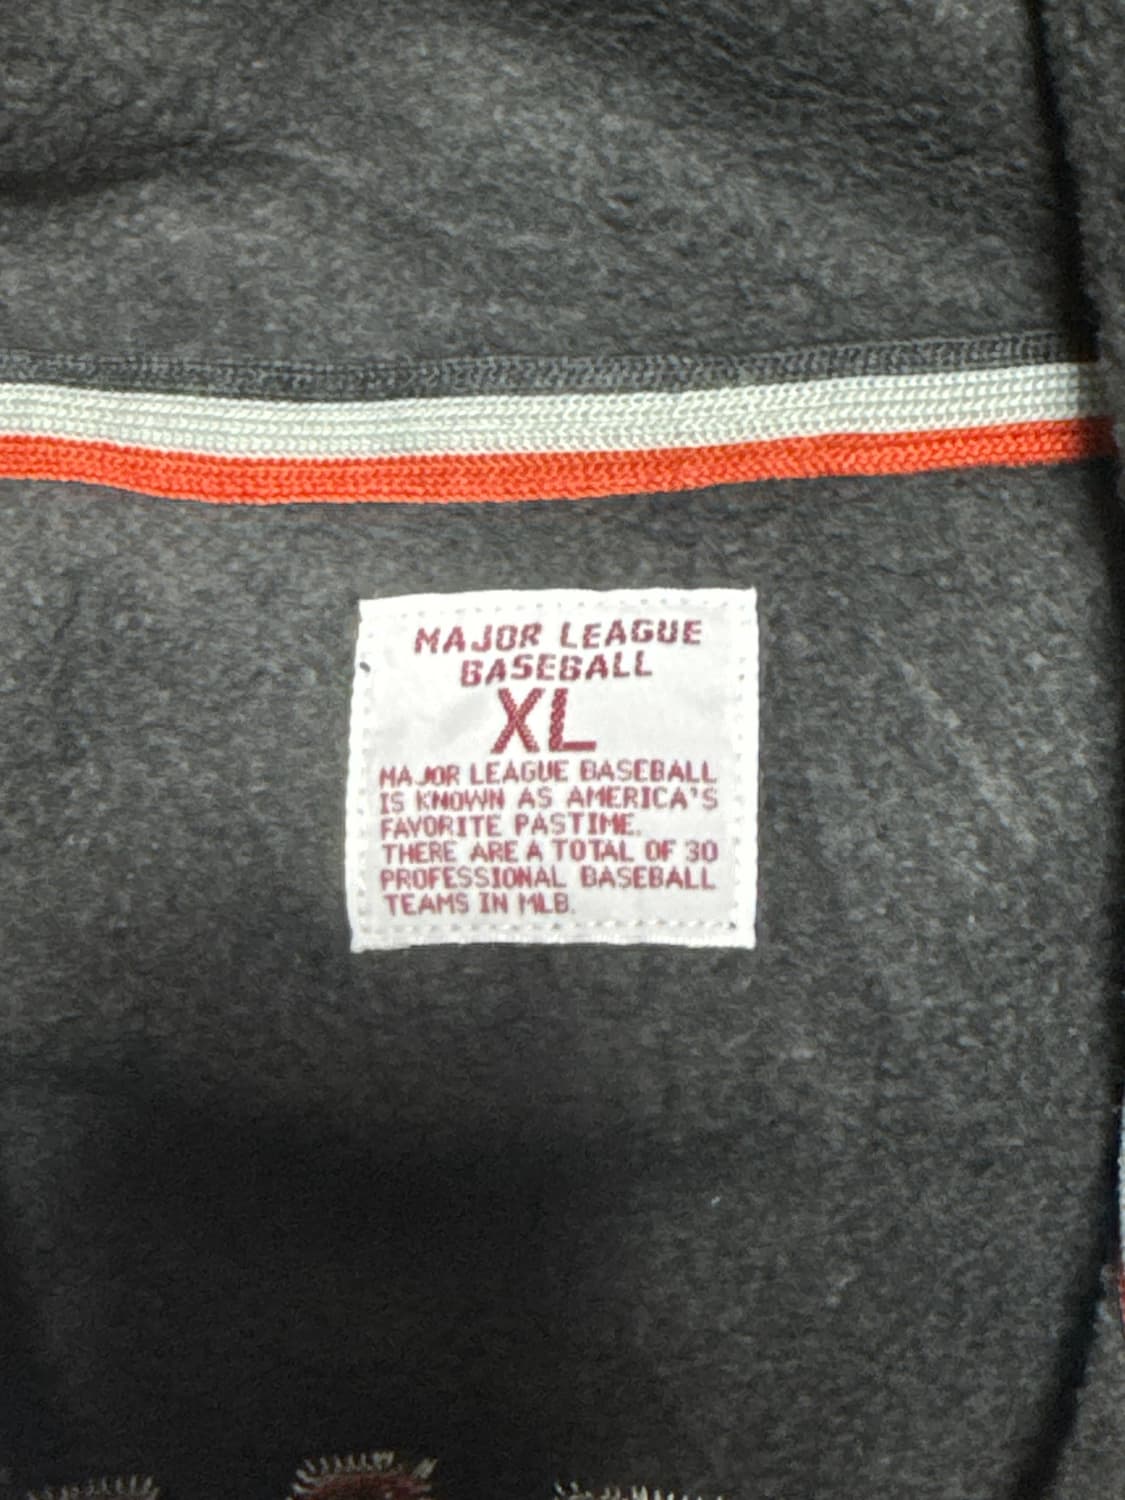 MAJOR LEAGUE
BASEBALL
XL
MAJOR LEAGUE BASEBALL
IS KNOWN AS AMERICA'S
FAVORITE PASTIME.
THERE ARE A TOTAL OF 30
PROFESSIONAL BASEBALL
TEAMS IN MLB.